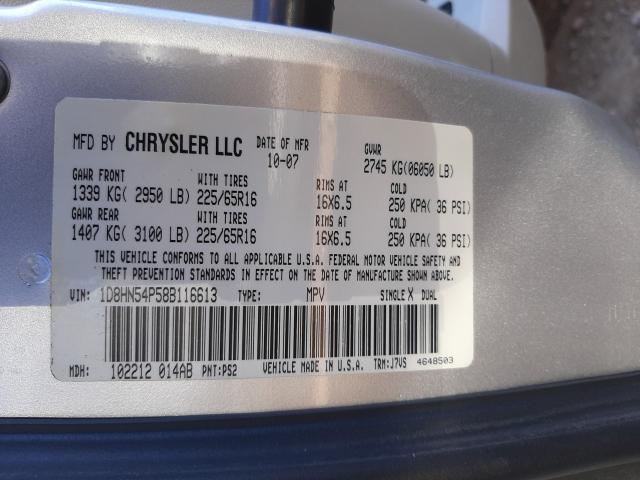 MFD BY CHRYSLER LLC DATE OF MFR GVWR
10-07 2745 KG(06050 LB)
GAWR FRONT WITH TIRES RIMS AT COLD
1339 KG( 2950 LB) 225/65R16 16X6.5 250 KPA( 36 PSI)
GAWR REAR WITH TIRES RIMS AT COLD
1407 KG( 3100 LB) 225/65R16 16X6.5 250 KPA( 36 PSI)
THIS VEHICLE CONFORMS TO ALL APPLICABLE U.S.A. FEDERAL MOTOR VEHICLE SAFETY AND
THEFT PREVENTION STANDARDS IN EFFECT ON THE DATE OF MANUFACTURE SHOWN ABOVE.
VIN: 1D8HN54P58B116613 TYPE: MPV SINGLE X DUAL
MDH: 102212 014AB PNT:PS2 VEHICLE MADE IN U.S.A. TRM:J7VS 4648503